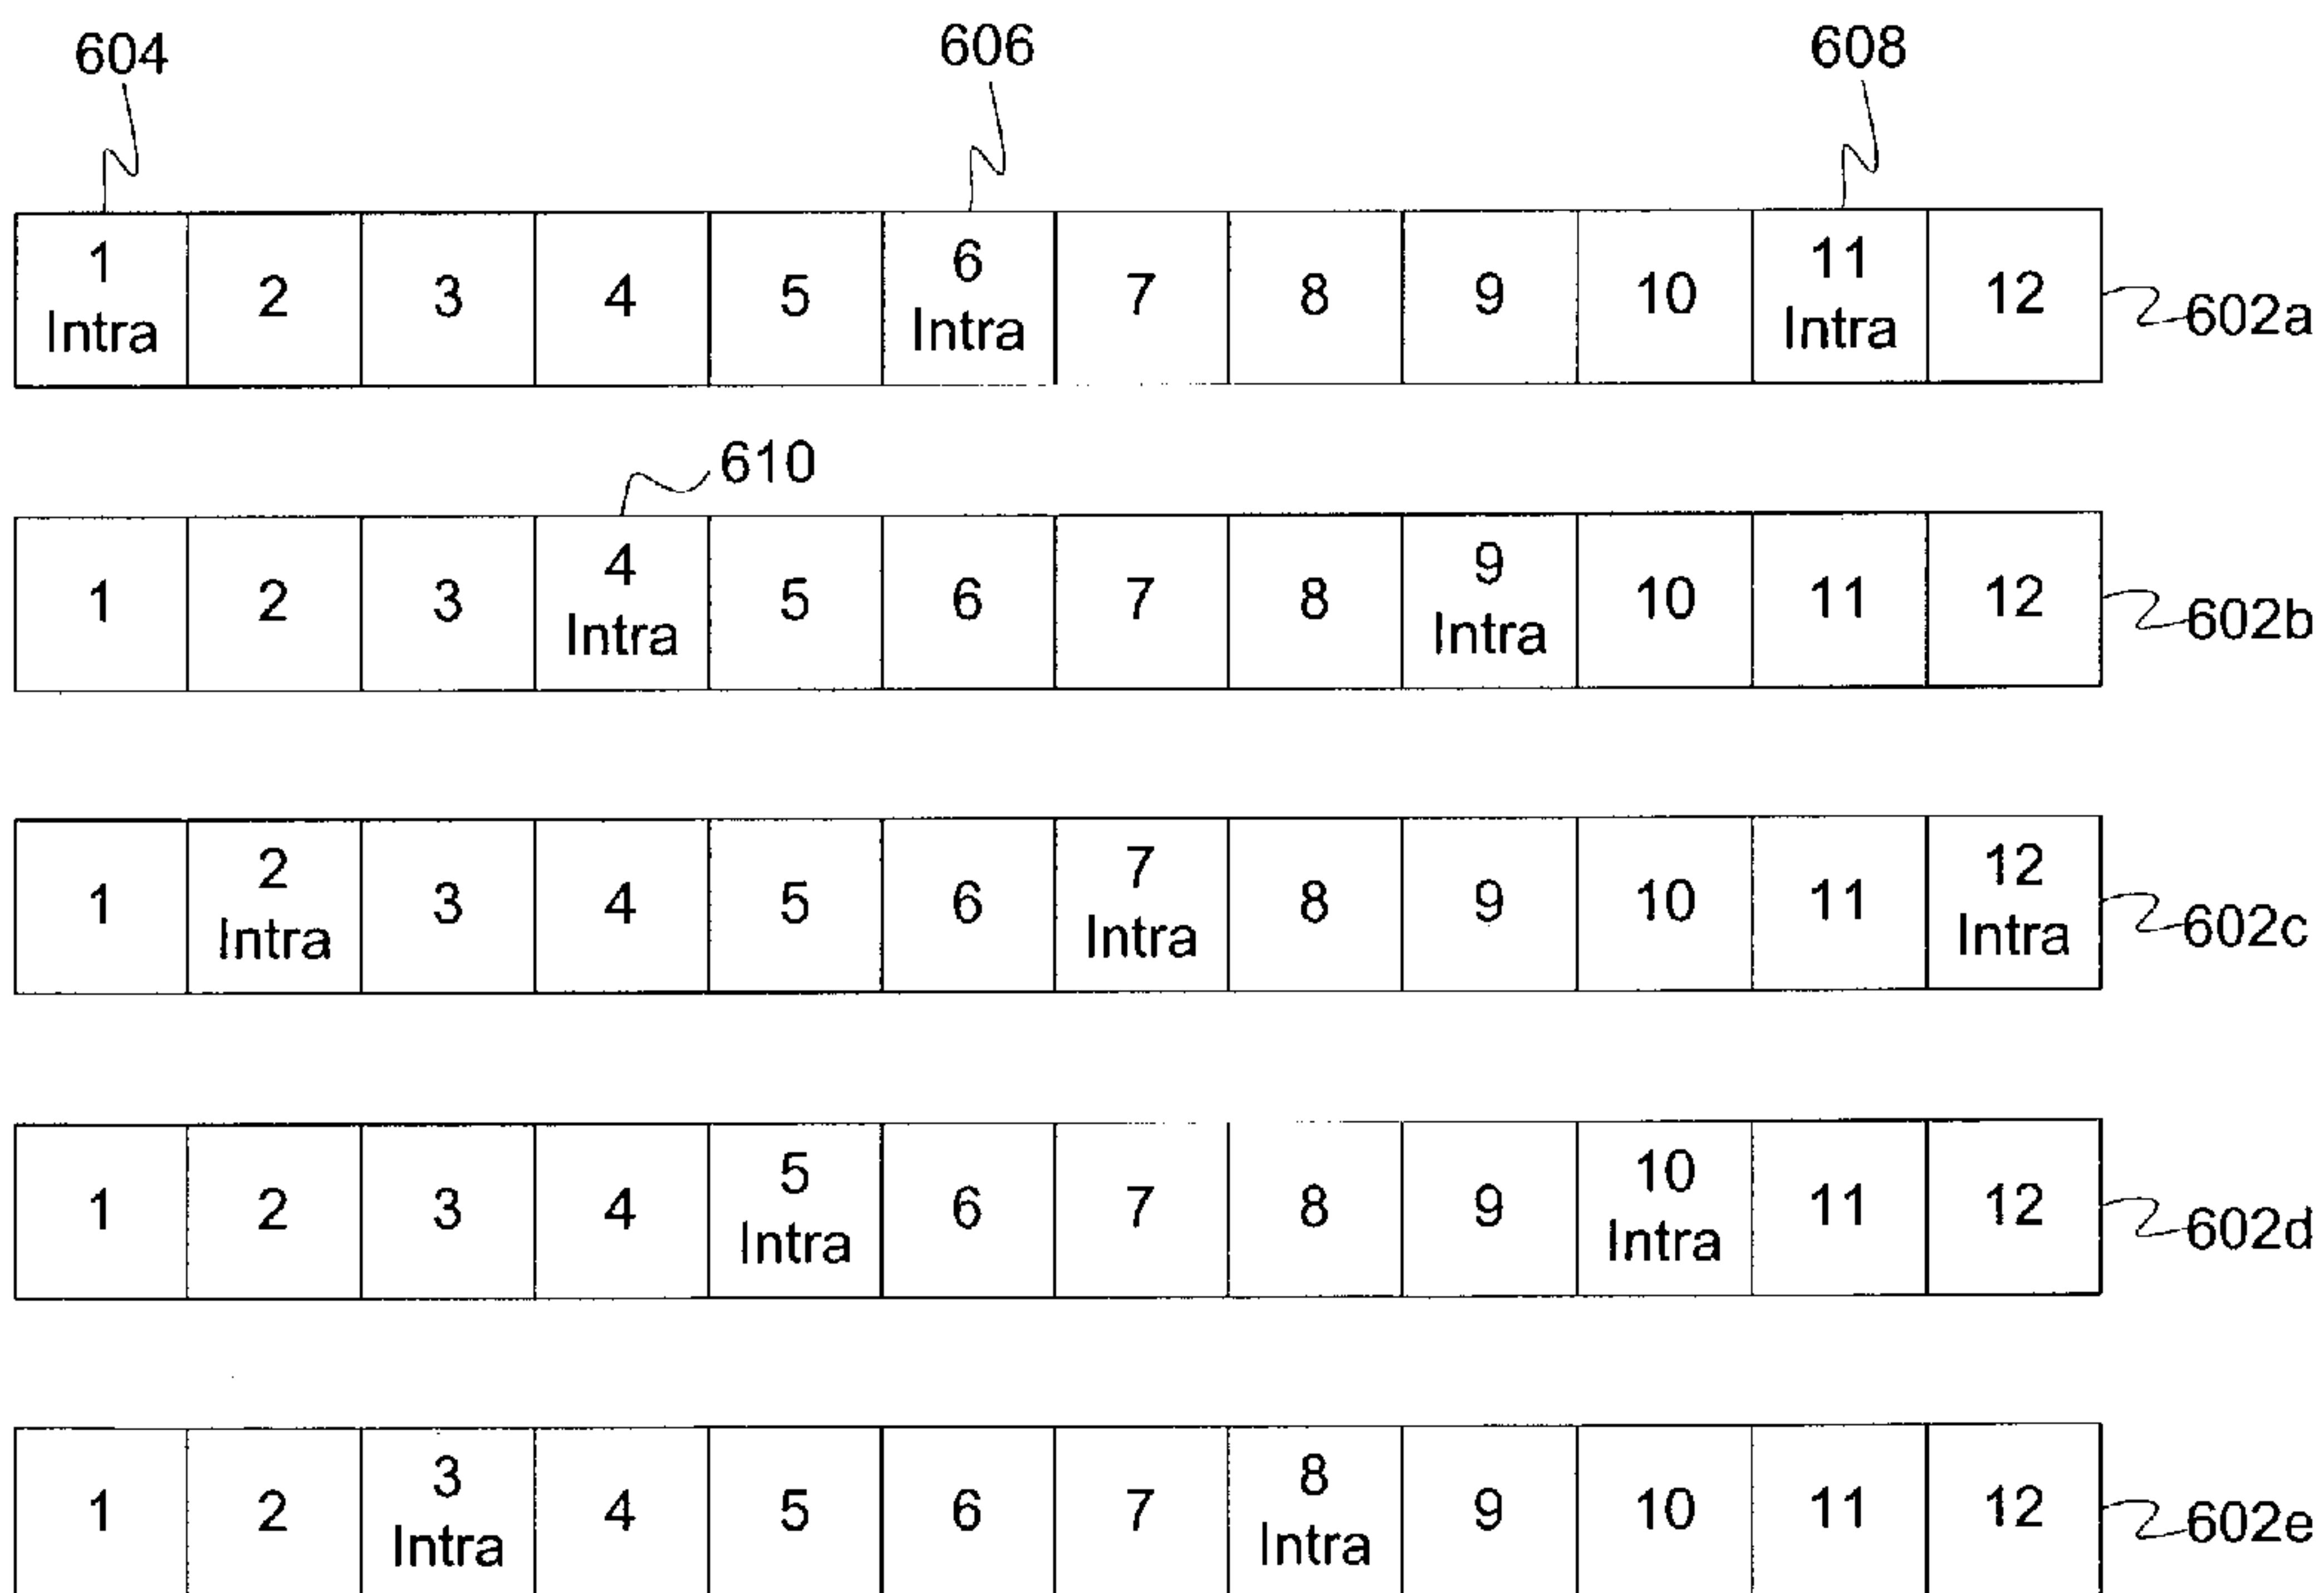 604 606 608
1 Intra 2 3 4 5 6 Intra 7 8 9 10 11 Intra 12 602a
610
1 2 3 4 Intra 5 6 7 8 9 Intra 10 11 12 602b
1 2 Intra 3 4 5 6 7 Intra 8 9 10 11 12 Intra 602c
1 2 3 4 5 Intra 6 7 8 9 10 Intra 11 12 602d
1 2 3 Intra 4 5 6 7 8 Intra 9 10 11 12 602e